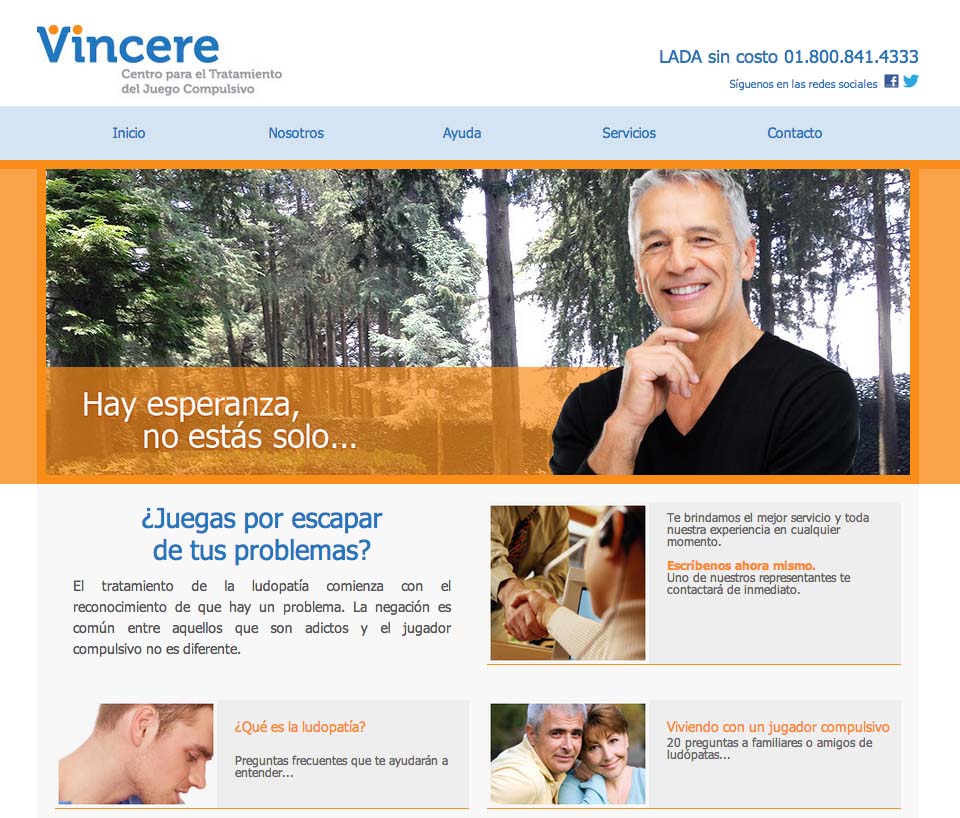 Vincere
Centro para el Tratamiento
del Juego Compulsivo
LADA sin costo 01.800.841.4333
Síguenos en las redes sociales
Inicio Nosotros Ayuda Servicios Contacto
Hay esperanza,
no estás solo...
¿Juegas por escapar
de tus problemas?
El tratamiento de la ludopatía comienza con el
reconocimiento de que hay un problema. La negación es
común entre aquellos que son adictos y el jugador
compulsivo no es diferente.
Te brindamos el mejor servicio y toda
nuestra experiencia en cualquier
momento.
Escríbenos ahora mismo.
Uno de nuestros representantes te
contactará de inmediato.
¿Qué es la ludopatía?
Preguntas frecuentes que te ayudarán a
entender...
Viviendo con un jugador compulsivo
20 preguntas a familiares o amigos de
ludópatas...